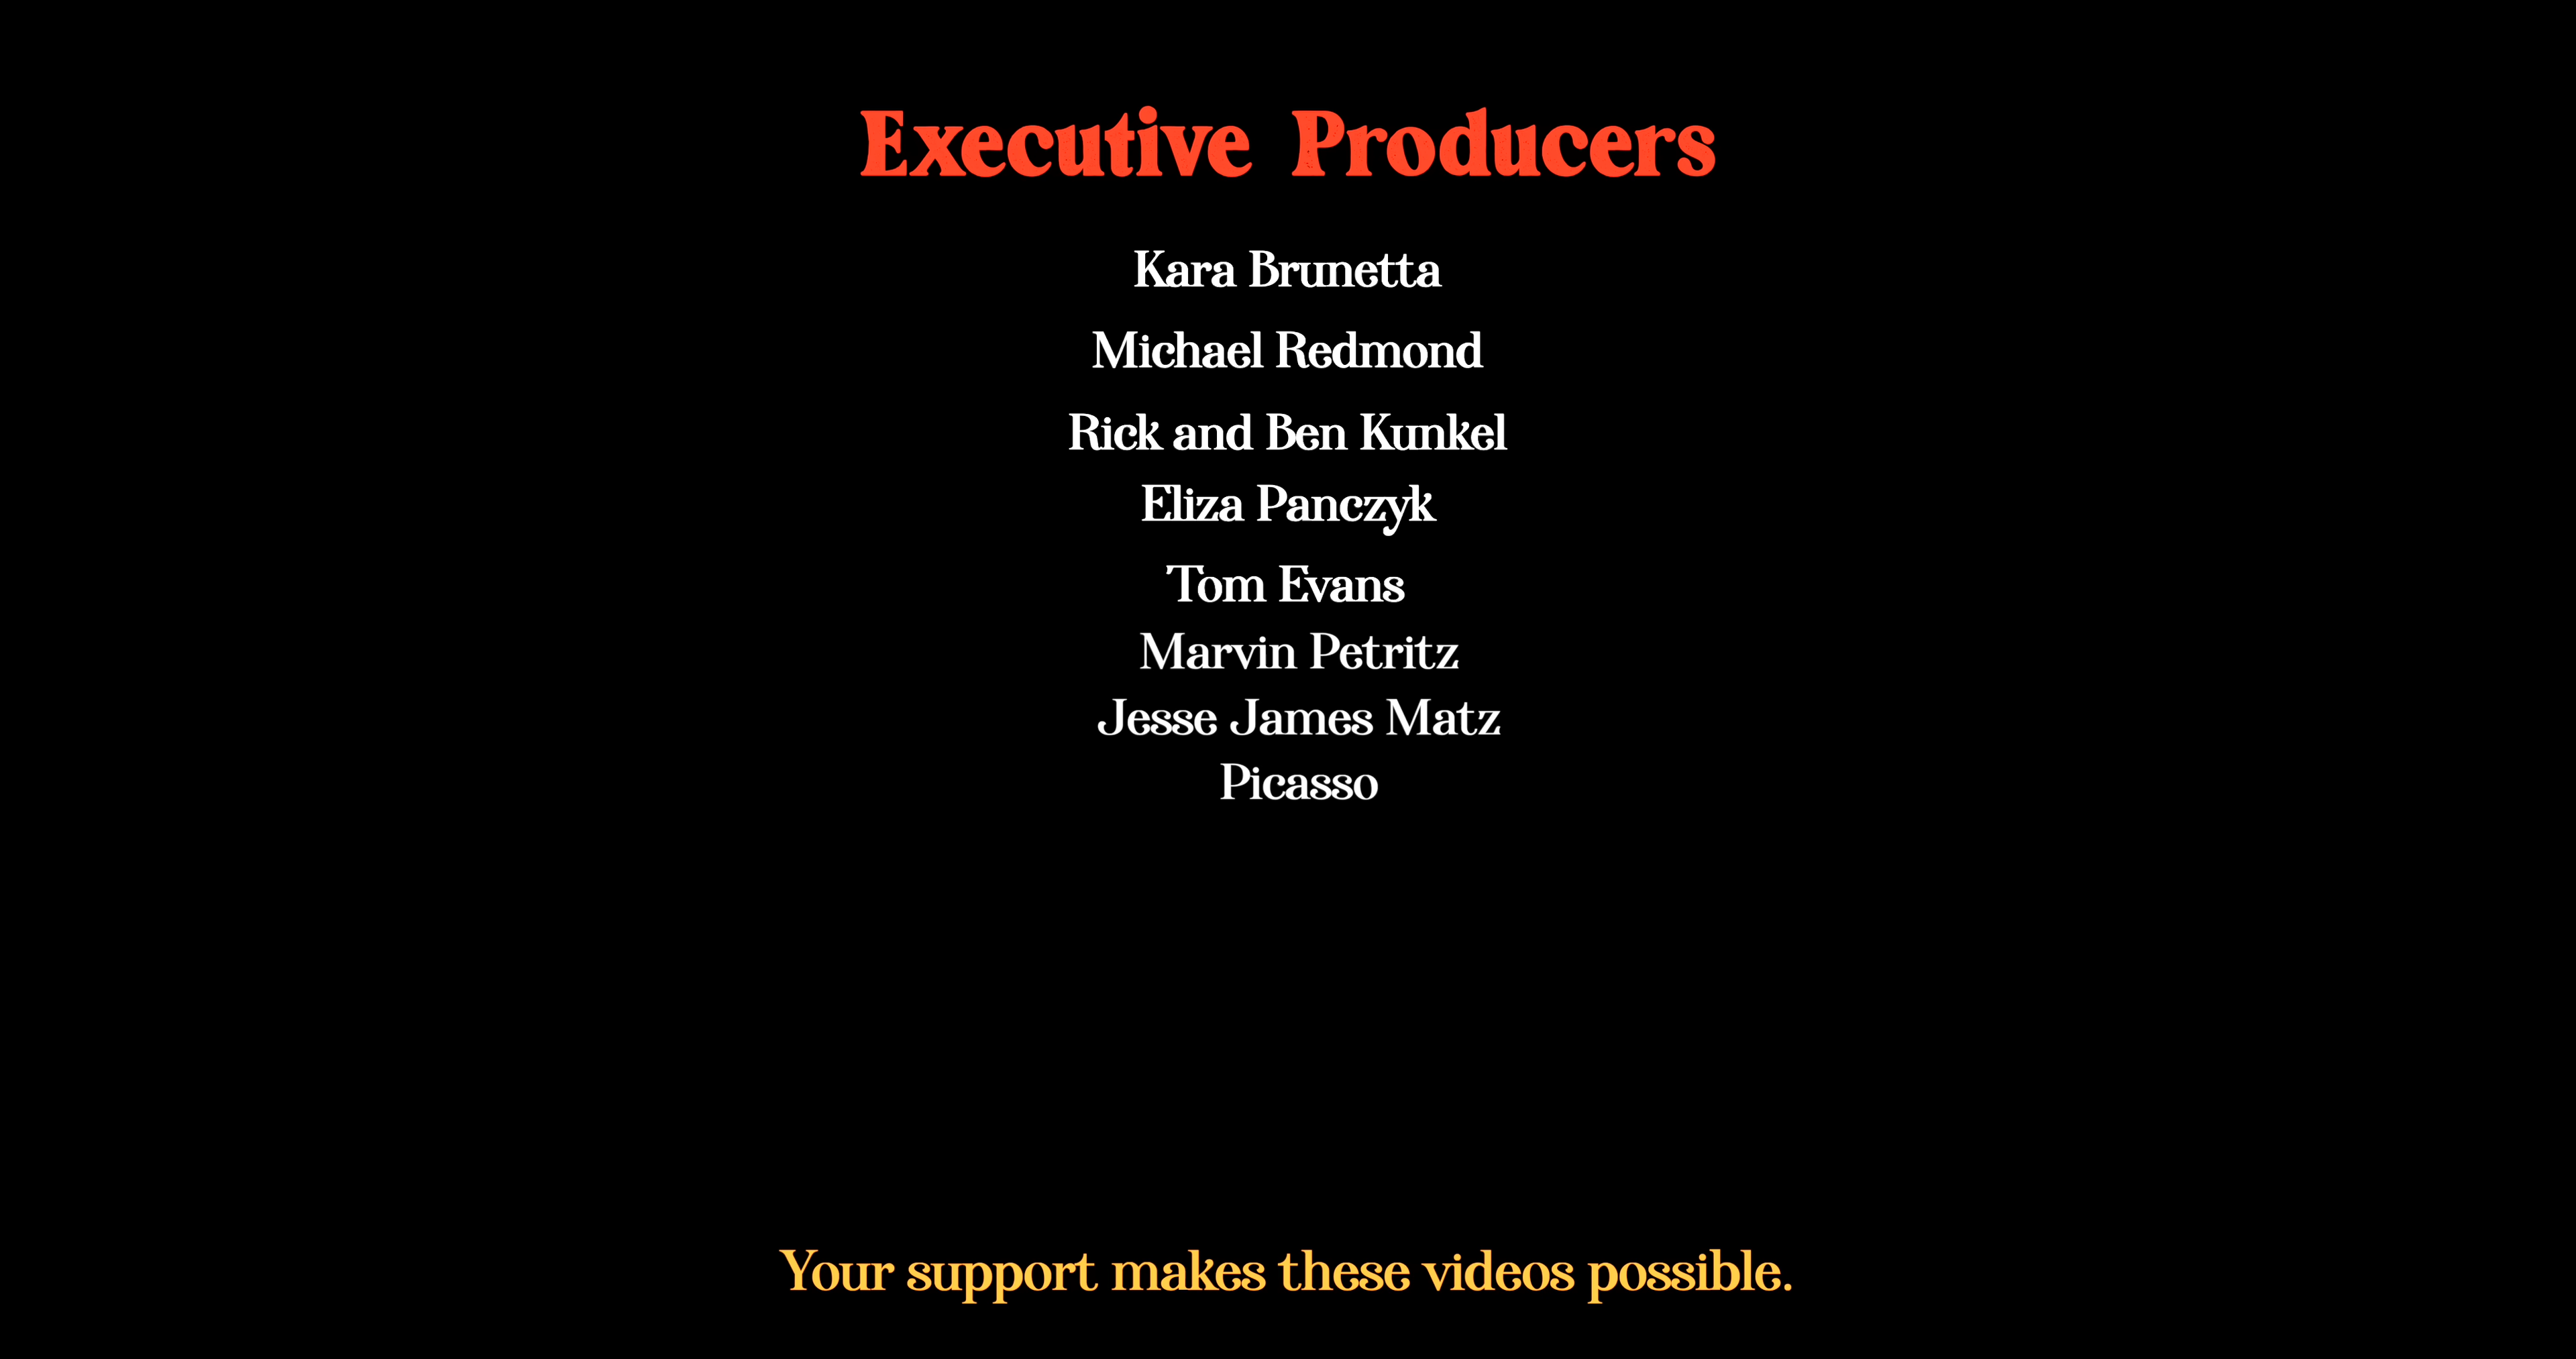 Executive Producers
Kara Brunetta
Michael Redmond
Rick and Ben Kunkel
Eliza Panczyk
Tom Evans
Marvin Petritz
Jesse James Matz
Picasso
Your support makes these videos possible.